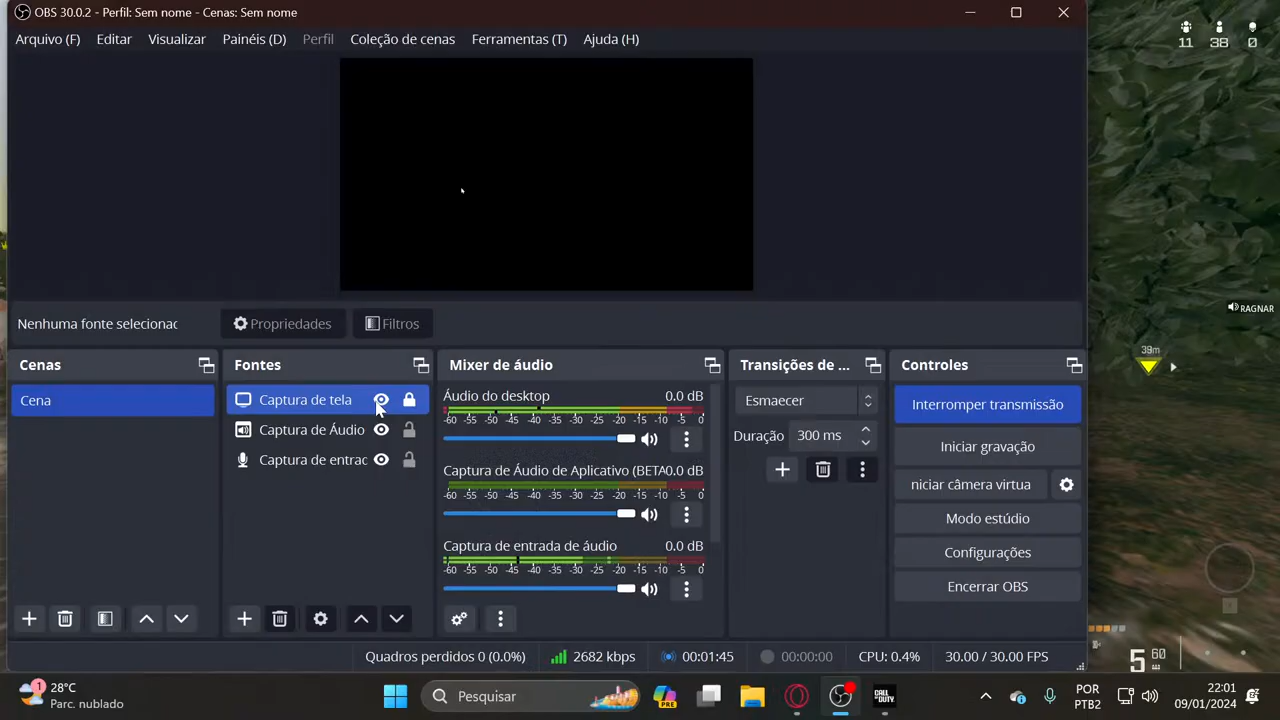 OBS 30.0.2 - Perfil: Sem nome - Cenas: Sem nome
Arquivo (F) Editar Visualizar Painéis (D) Perfil Coleção de cenas Ferramentas (T) Ajuda (H)
11 38 0
RAGNAR
39m
Nenhuma fonte selecionac Propriedades Filtros
Cenas Fontes Mixer de áudio Transições de ... Controles
Cena
Captura de tela
Captura de Áudio
Captura de entrac
Áudio do desktop 0.0 dB
-60 -55 -50 -45 -40 -35 -30 -25 -20 -15 -10 -5 0
Captura de Áudio de Aplicativo (BETA 0.0 dB
-60 -55 -50 -45 -40 -35 -30 -25 -20 -15 -10 -5 0
Captura de entrada de áudio 0.0 dB
-60 -55 -50 -45 -40 -35 -30 -25 -20 -15 -10 -5 0
Esmaecer
Duração 300 ms
Interromper transmissão
Iniciar gravação
niciar câmera virtua
Modo estúdio
Configurações
Encerrar OBS
Quadros perdidos 0 (0.0%) 2682 kbps 00:01:45 00:00:00 CPU: 0.4% 30.00 / 30.00 FPS
5 60
1
28°C
Parc. nublado
Pesquisar
PRE
CALL DUTY
POR
PTB2
22:01
09/01/2024